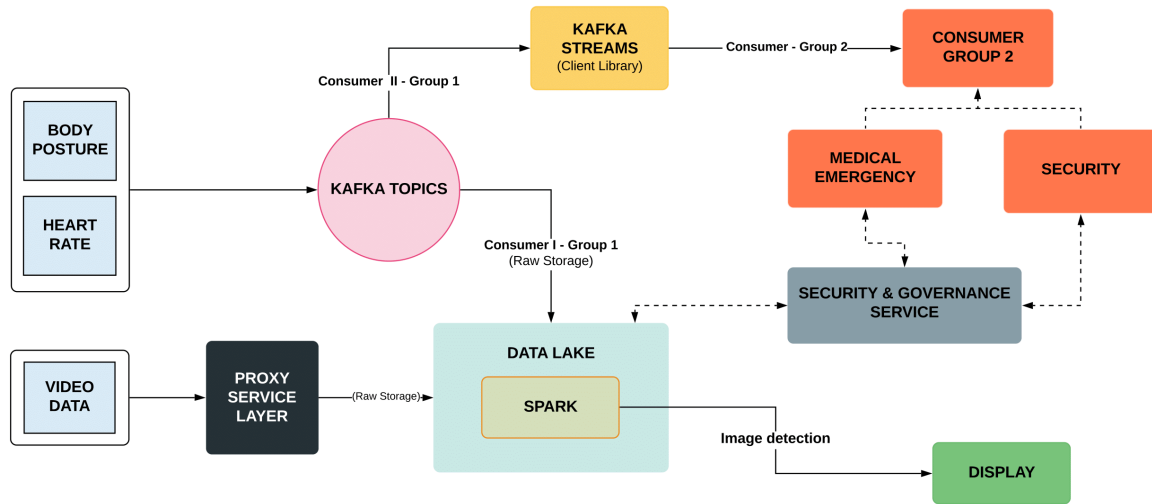 KAFKA
STREAMS
(Client Library)
Consumer - Group 2
CONSUMER
GROUP 2
Consumer II - Group 1
BODY
POSTURE
HEART
RATE
KAFKA TOPICS
MEDICAL
EMERGENCY
SECURITY
Consumer I - Group 1
(Raw Storage)
SECURITY & GOVERNANCE
SERVICE
DATA LAKE
SPARK
VIDEO
DATA
PROXY
SERVICE
LAYER
(Raw Storage)
Image detection
DISPLAY